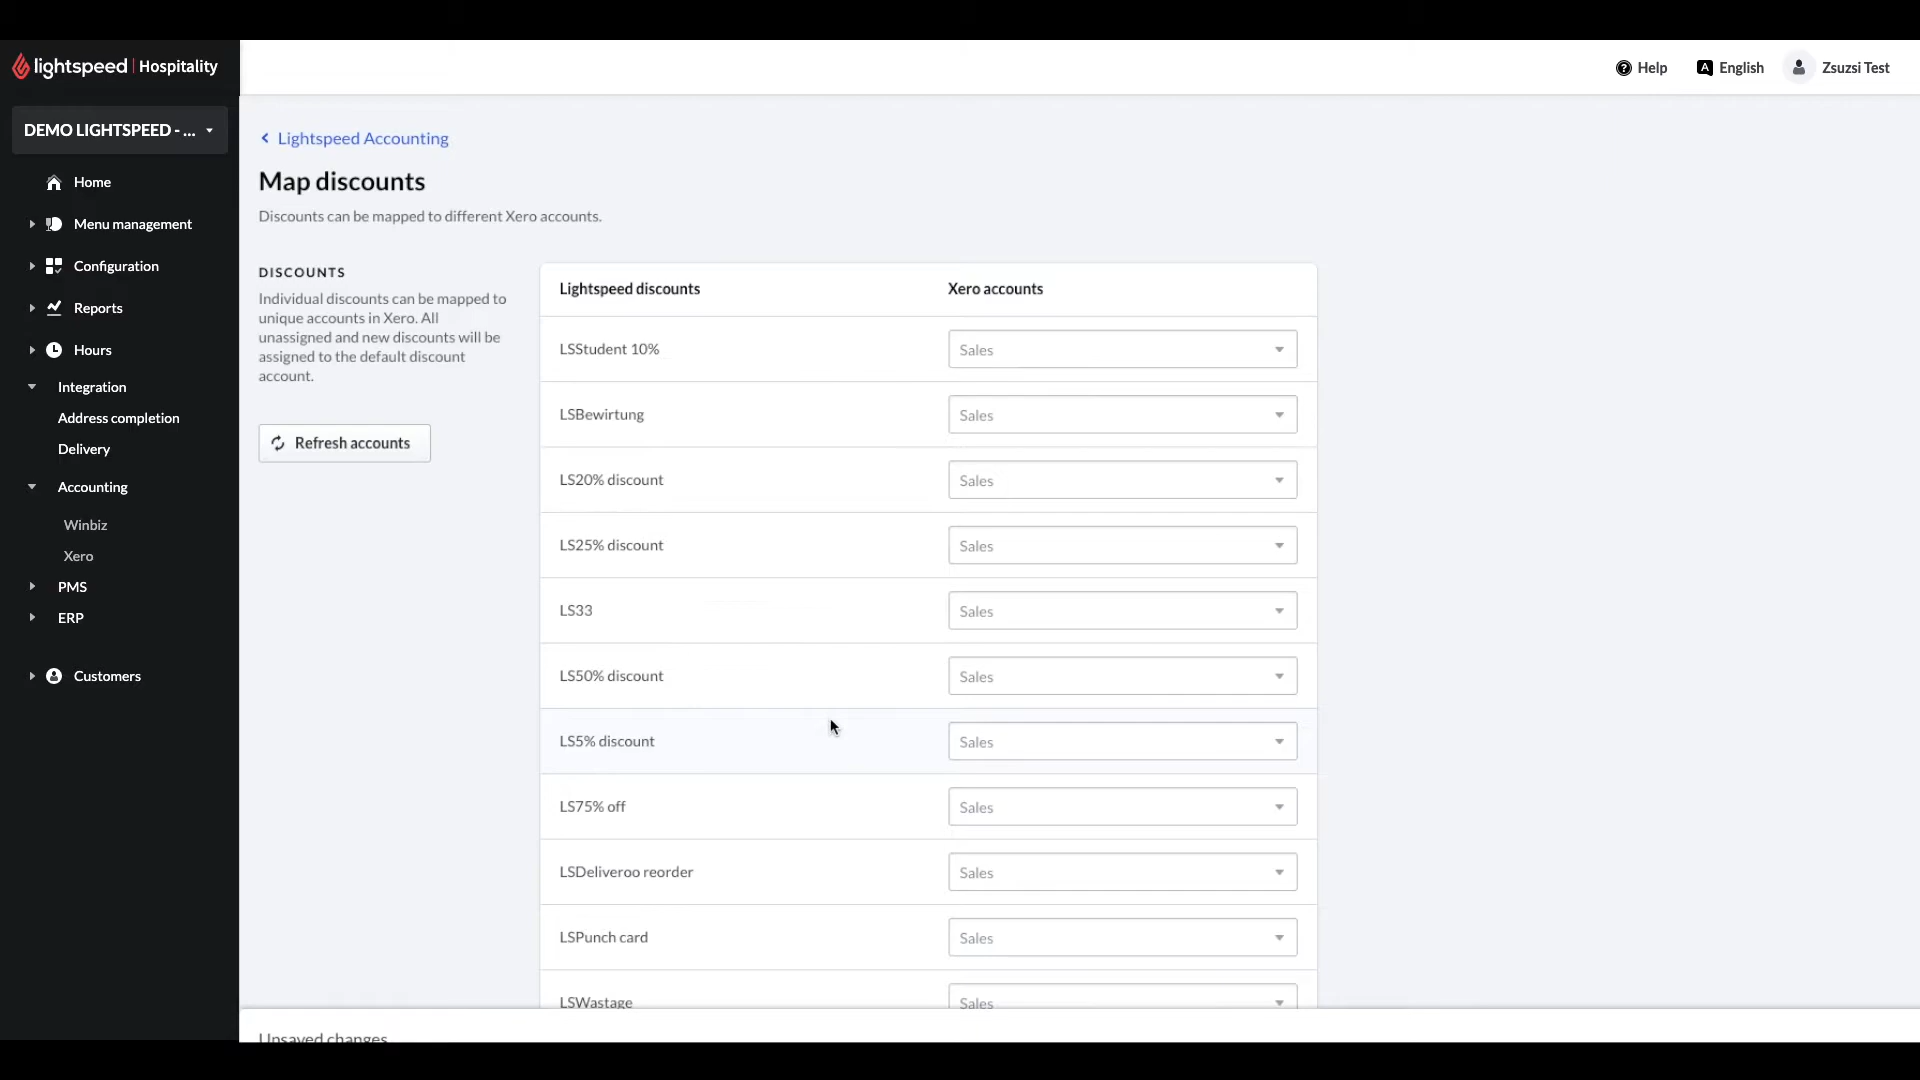 lightspeed | Hospitality
Help
English
Zsuzsi Test
DEMO LIGHTSPEED - ...
Home
Menu management
Configuration
Reports
Hours
Integration
Address completion
Delivery
Accounting
Winbiz
Xero
PMS
ERP
Customers
Lightspeed Accounting
Map discounts
Discounts can be mapped to different Xero accounts.
DISCOUNTS
Individual discounts can be mapped to
unique accounts in Xero. All
unassigned and new discounts will be
assigned to the default discount
account.
Refresh accounts
Lightspeed discounts Xero accounts
LSStudent 10% Sales
LSBewirtung Sales
LS20% discount Sales
LS25% discount Sales
LS33 Sales
LS50% discount Sales
LS5% discount Sales
LS75% off Sales
LSDeliveroo reorder Sales
LSPunch card Sales
LSWastage Sales
Unsaved changes